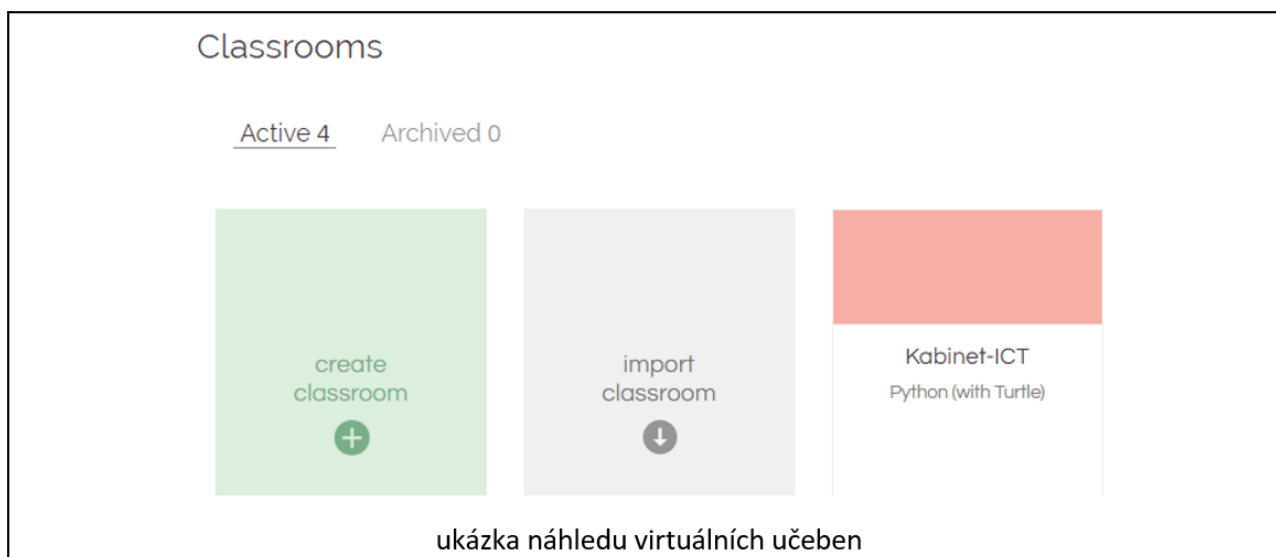 Classrooms
Active 4
Archived 0
create
classroom
import
classroom
Kabinet-ICT
Python (with Turtle)
ukázka náhledu virtuálních učeben